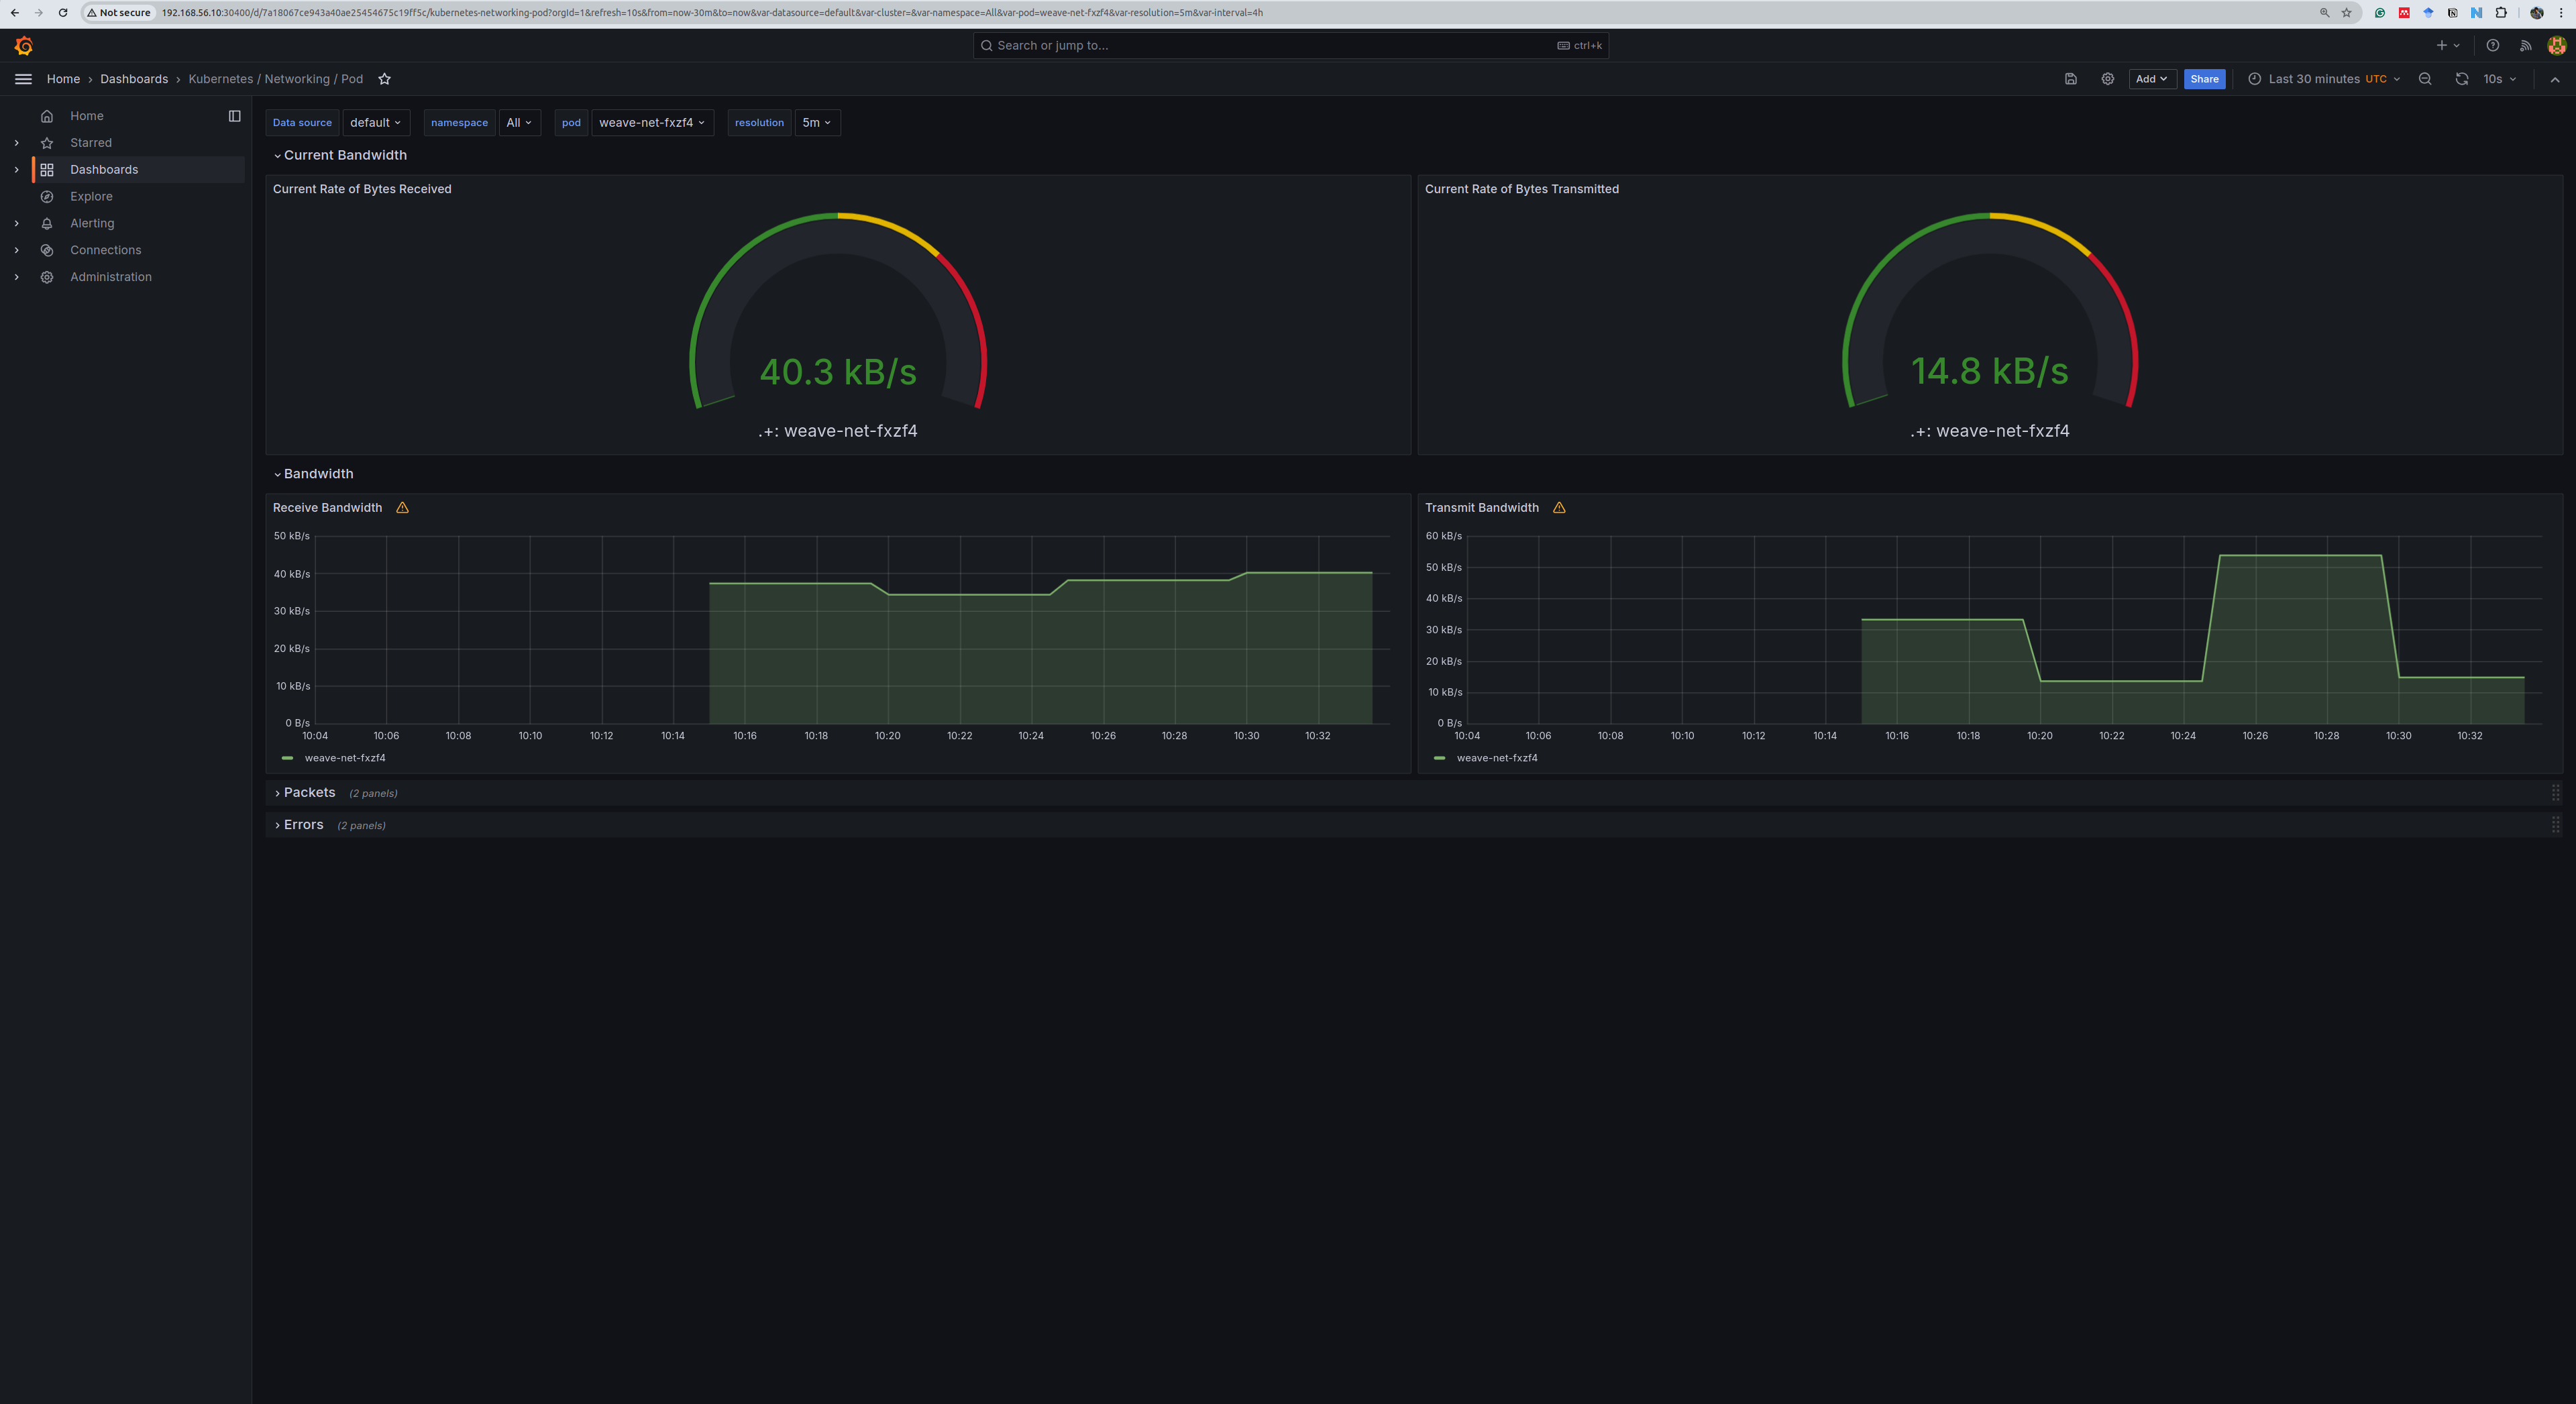 Not secure 192.168.56.10:30400/d/7a18067ce943a40ae25454675c19ff5c/kubernetes-networking-pod?orgId=1&refresh=10s&from=now-30m&to=now&var-datasource=default&var-cluster=&var-namespace=All&var-pod=weave-net-fxzf4&var-resolution=5m&var-interval=4h
Search or jump to... ctrl+k
Home › Dashboards › Kubernetes / Networking / Pod Add Share Last 30 minutes UTC 10s
Home
Starred
Dashboards
Explore
Alerting
Connections
Administration
Data source default namespace All pod weave-net-fxzf4 resolution 5m
Current Bandwidth
Current Rate of Bytes Received
40.3 kB/s
.+: weave-net-fxzf4
Current Rate of Bytes Transmitted
14.8 kB/s
.+: weave-net-fxzf4
Bandwidth
Receive Bandwidth
50 kB/s
40 kB/s
30 kB/s
20 kB/s
10 kB/s
0 B/s
10:04 10:06 10:08 10:10 10:12 10:14 10:16 10:18 10:20 10:22 10:24 10:26 10:28 10:30 10:32
weave-net-fxzf4
Transmit Bandwidth
60 kB/s
50 kB/s
40 kB/s
30 kB/s
20 kB/s
10 kB/s
0 B/s
10:04 10:06 10:08 10:10 10:12 10:14 10:16 10:18 10:20 10:22 10:24 10:26 10:28 10:30 10:32
weave-net-fxzf4
Packets (2 panels)
Errors (2 panels)